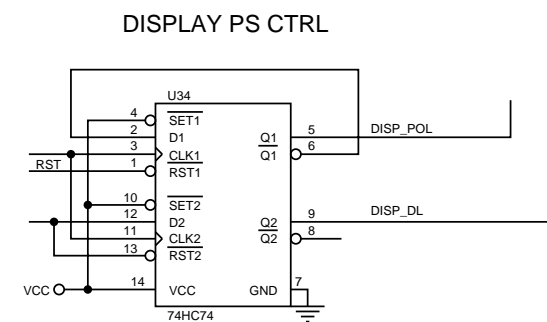 DISPLAY PS CTRL
U34
4 SET1
2 D1 Q1 5 DISP_POL
3 CLK1 Q1 6
RST 1 RST1
10 SET2
12 D2 Q2 9 DISP_DL
11 CLK2 Q2 8
13 RST2
VCC 14 VCC GND 7
74HC74